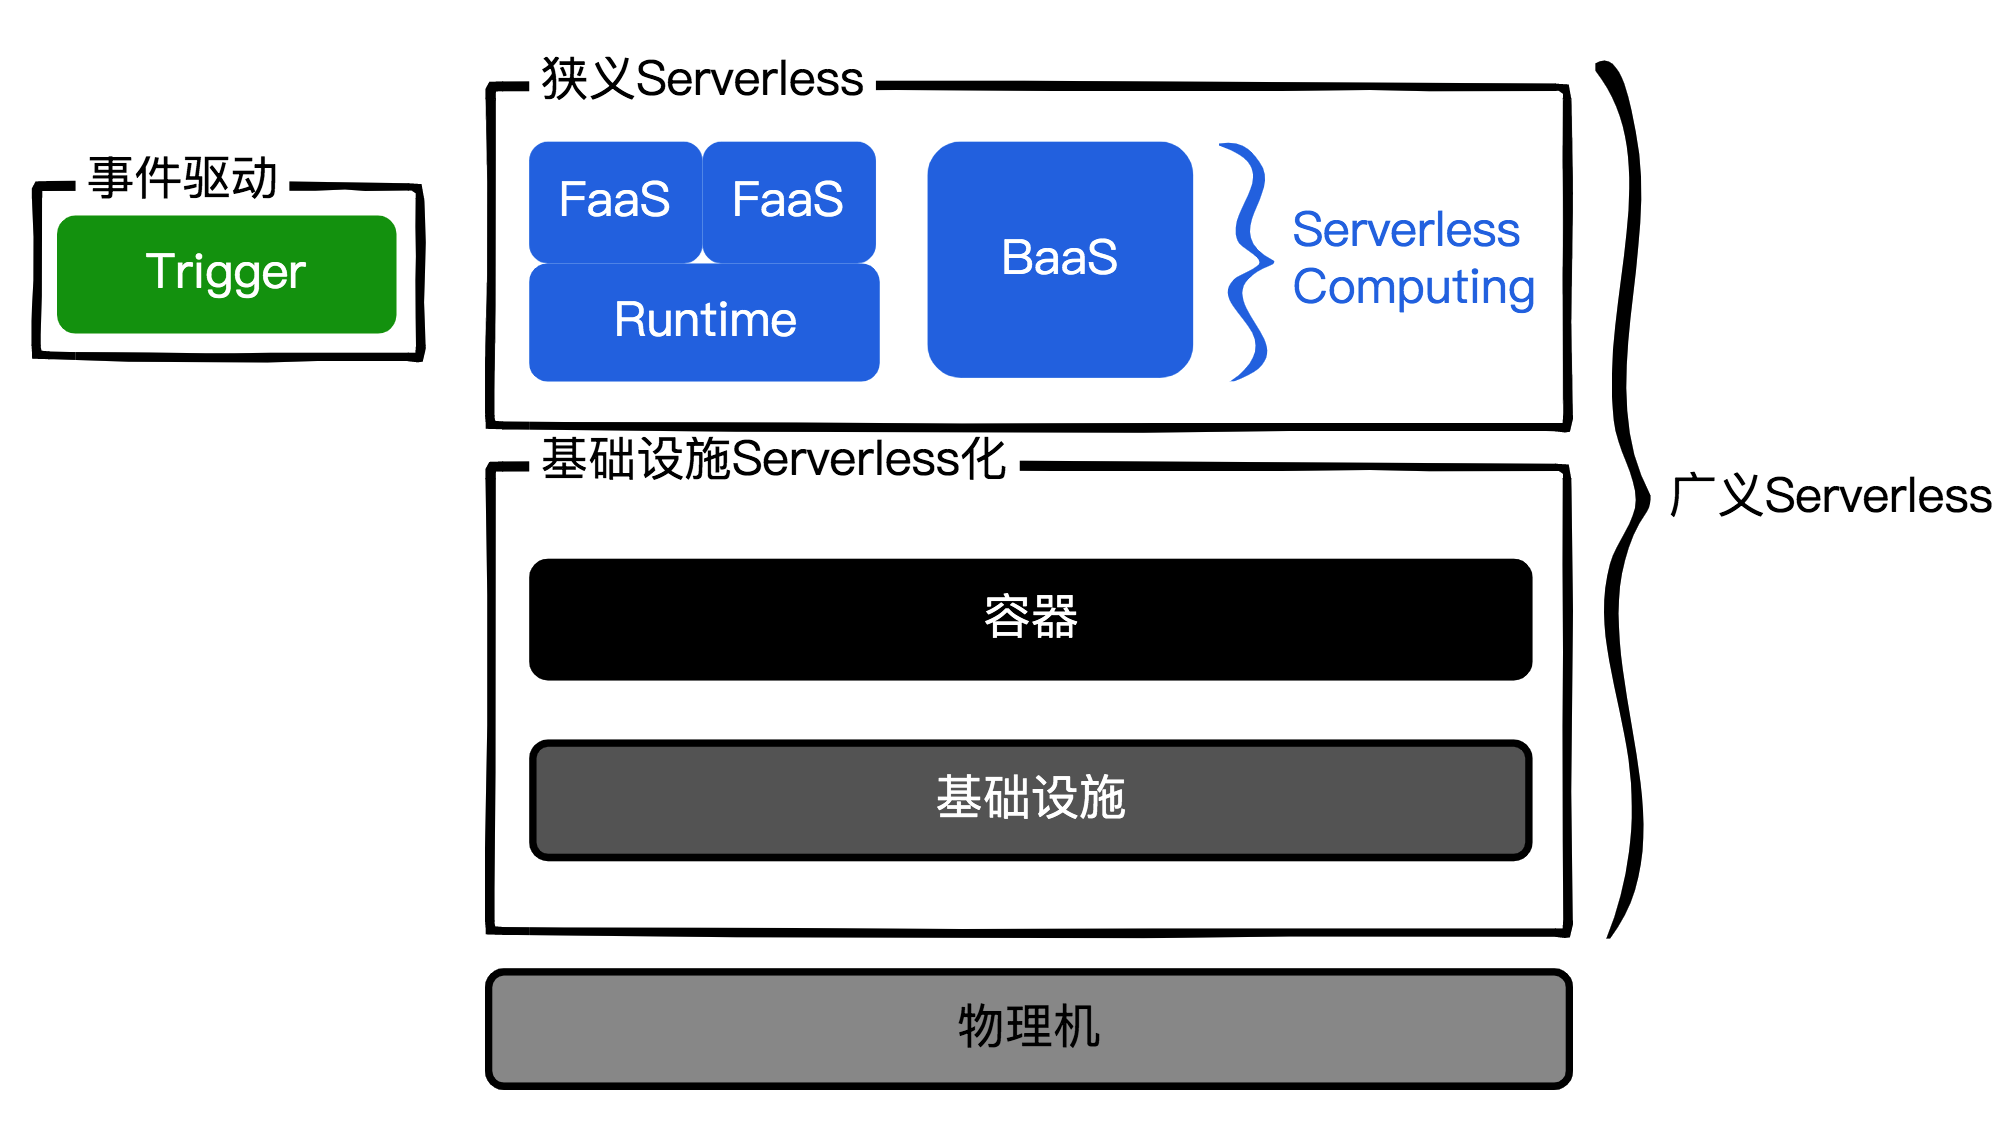 狭义Serverless
事件驱动
Trigger
FaaS
FaaS
Runtime
BaaS
Serverless
Computing
基础设施Serverless化
容器
基础设施
广义Serverless
物理机